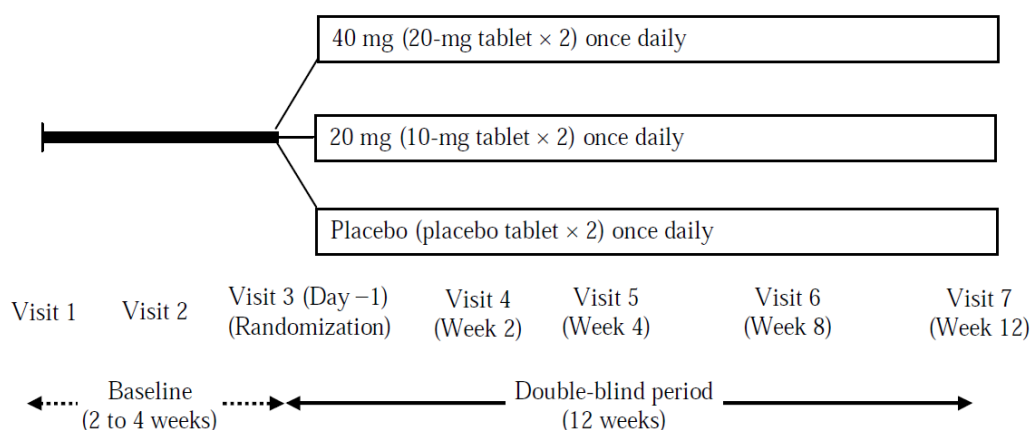 40 mg (20-mg tablet × 2) once daily
20 mg (10-mg tablet × 2) once daily
Placebo (placebo tablet × 2) once daily
Visit 1
Visit 2
Visit 3 (Day −1)
(Randomization)
Visit 4
(Week 2)
Visit 5
(Week 4)
Visit 6
(Week 8)
Visit 7
(Week 12)
Baseline
(2 to 4 weeks)
Double-blind period
(12 weeks)